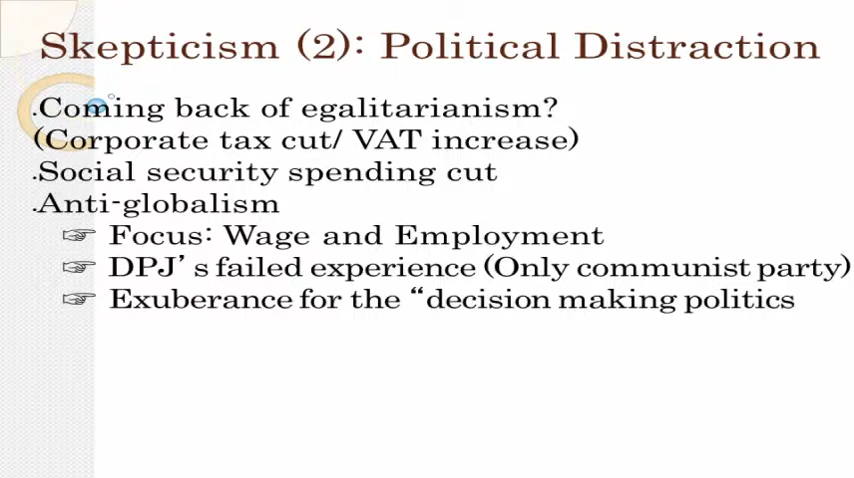 Skepticism (2): Political Distraction
.Coming back of egalitarianism?
(Corporate tax cut/ VAT increase)
.Social security spending cut
.Anti-globalism
☞ Focus: Wage and Employment
☞ DPJ’s failed experience (Only communist party)
☞ Exuberance for the “decision making politics